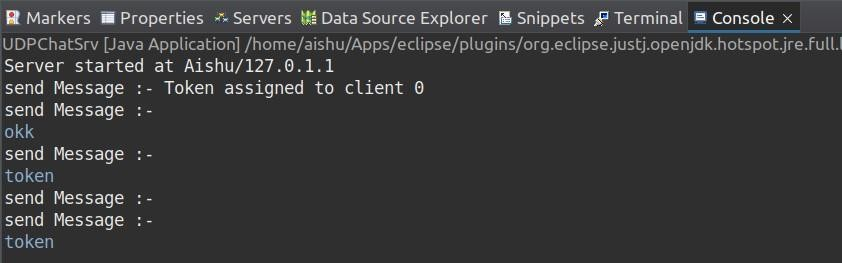 Markers Properties Servers Data Source Explorer Snippets Terminal Console ×
UDPChatSrv [Java Application] /home/aishu/Apps/eclipse/plugins/org.eclipse.justj.openjdk.hotspot.jre.full.l
Server started at Aishu/127.0.1.1
send Message :- Token assigned to client 0
send Message :-
okk
send Message :-
token
send Message :-
send Message :-
token